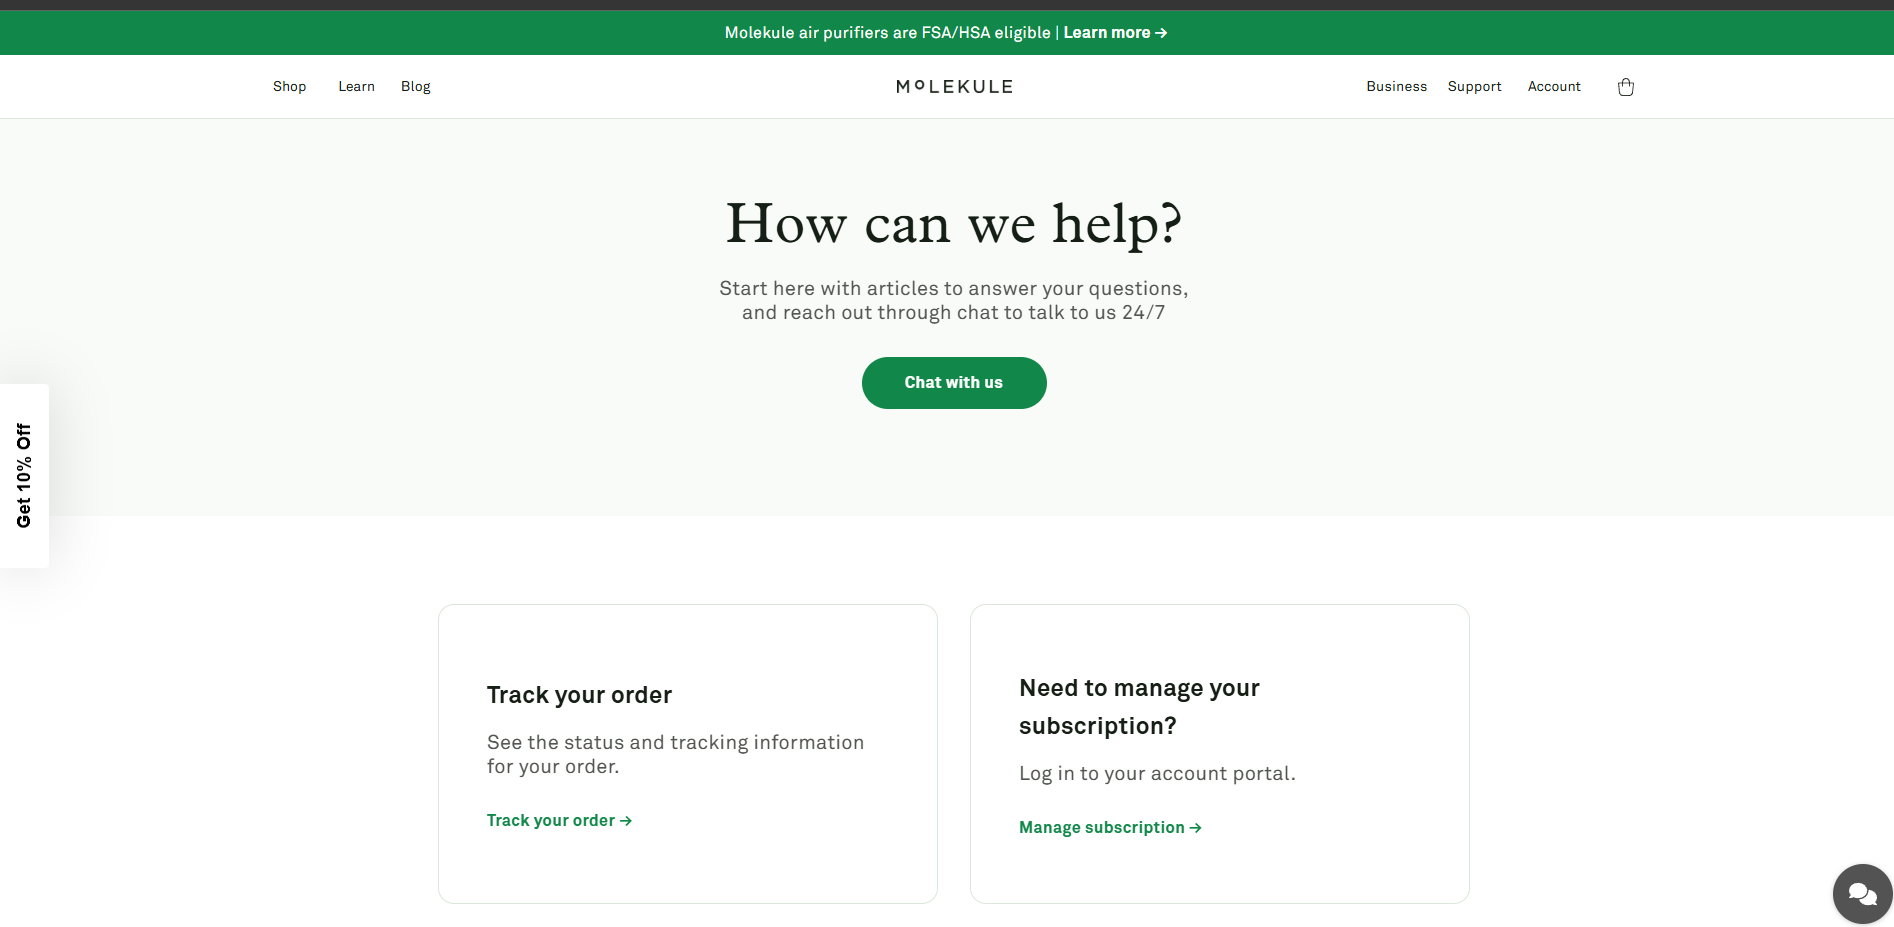 Molekule air purifiers are FSA/HSA eligible | Learn more →
Shop Learn Blog MOLEKULE Business Support Account
How can we help?
Start here with articles to answer your questions,
and reach out through chat to talk to us 24/7
Chat with us
Get 10% Off
Track your order
See the status and tracking information
for your order.
Track your order →
Need to manage your
subscription?
Log in to your account portal.
Manage subscription →